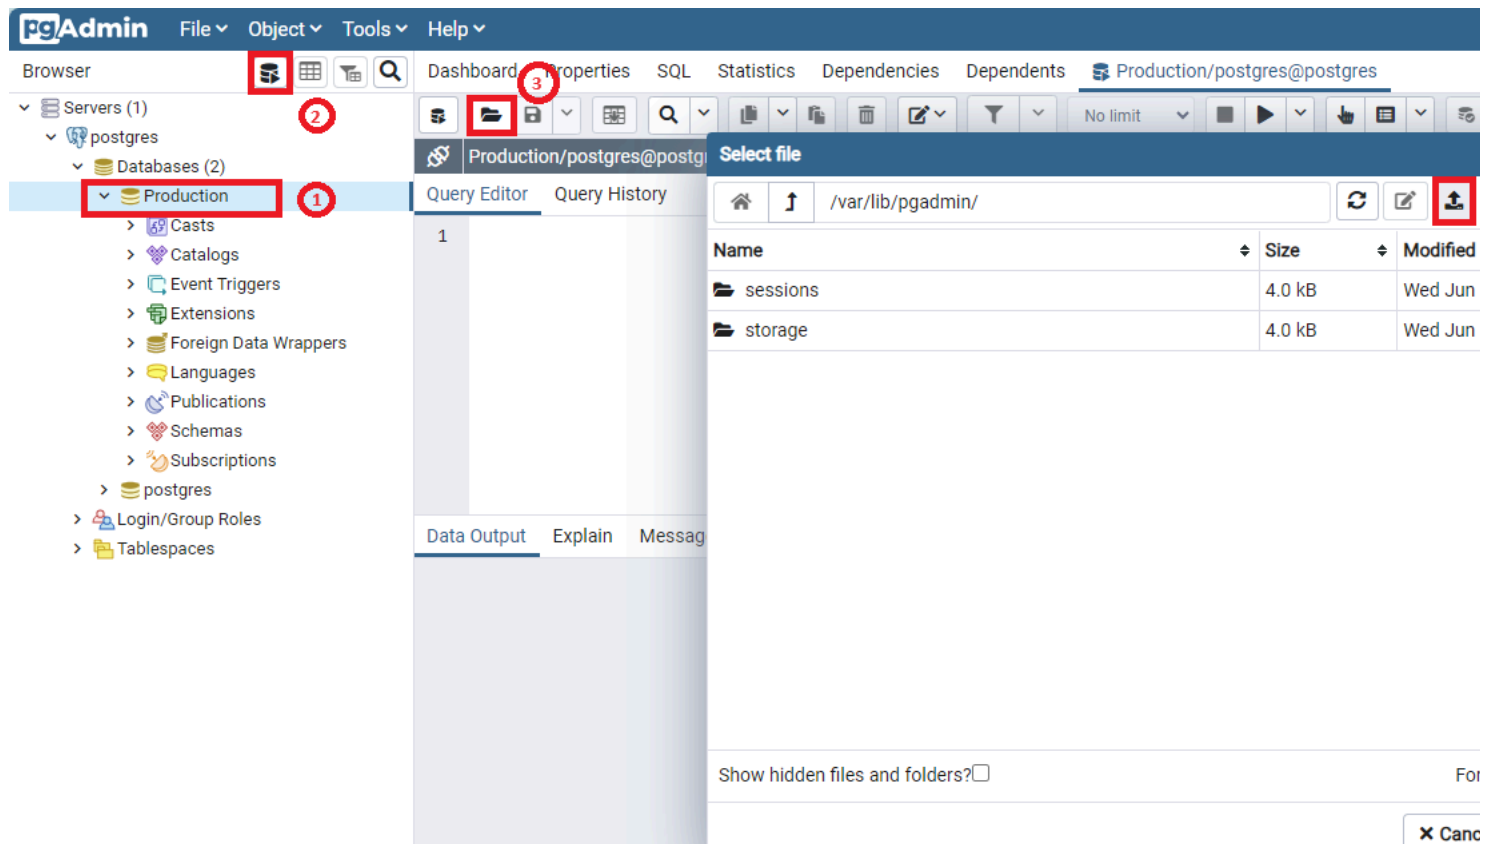 pgAdmin File Object Tools Help
Browser
Dashboard Properties SQL Statistics Dependencies Dependents Production/postgres@postgres
3
2
1
Servers (1)
postgres
Databases (2)
Production
Casts
Catalogs
Event Triggers
Extensions
Foreign Data Wrappers
Languages
Publications
Schemas
Subscriptions
postgres
Login/Group Roles
Tablespaces
No limit
Production/postgres@postg
Query Editor Query History
1
Data Output Explain Messag
Select file
/var/lib/pgadmin/
Name Size Modified
sessions 4.0 kB Wed Jun
storage 4.0 kB Wed Jun
Show hidden files and folders? For
Canc